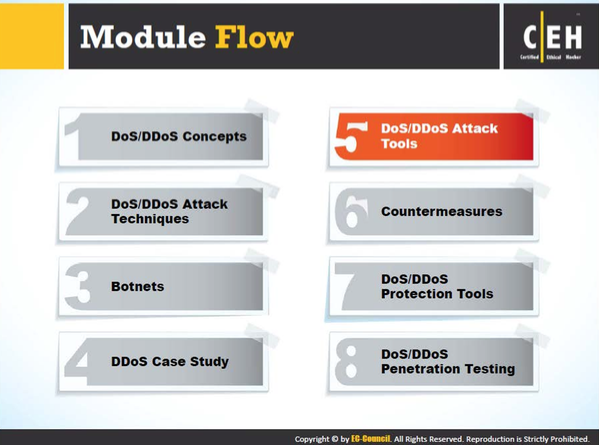 Module Flow
C|EH
Certified Ethical Hacker
1
DoS/DDoS Concepts
2
DoS/DDoS Attack
Techniques
3
Botnets
4
DDoS Case Study
5
DoS/DDoS Attack
Tools
6
Countermeasures
7
DoS/DDoS
Protection Tools
8
DoS/DDoS
Penetration Testing
Copyright © by EC-Council. All Rights Reserved. Reproduction is Strictly Prohibited.